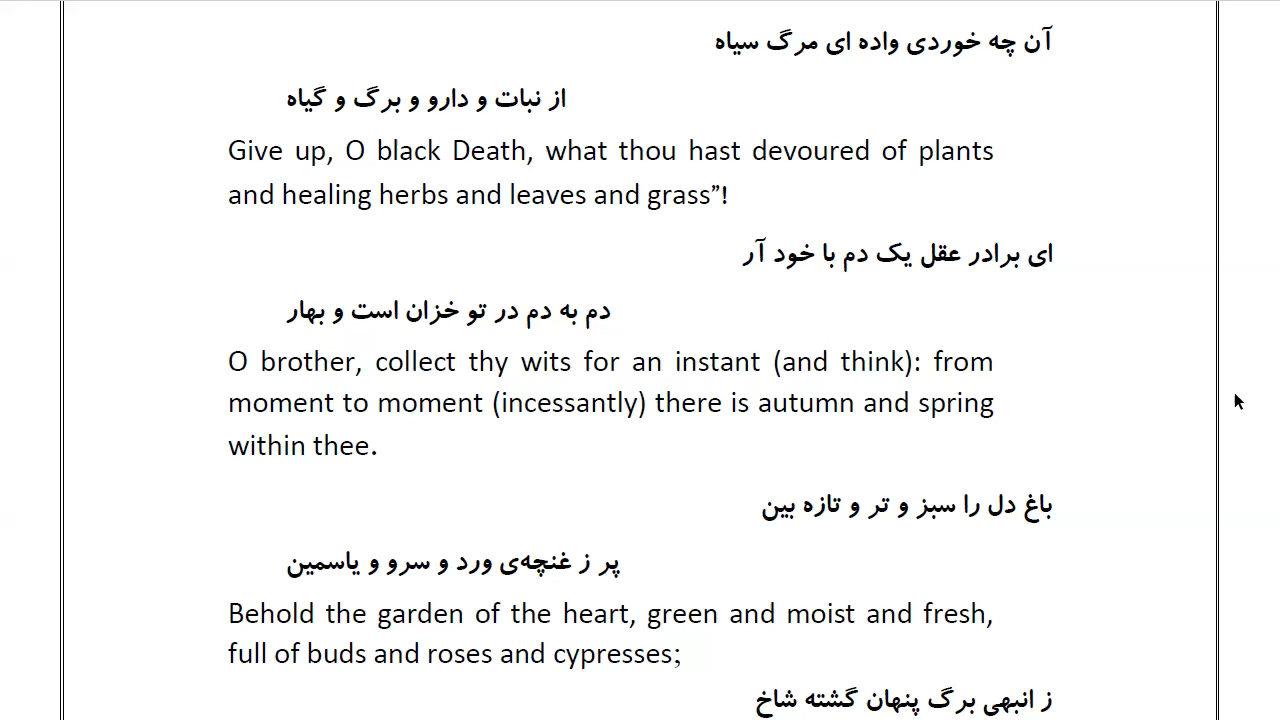 آن چه خوردی واده ای مرگ سیاه
از نبات و دارو و برگ و گیاه
Give up, O black Death, what thou hast devoured of plants
and healing herbs and leaves and grass”!
ای برادر عقل یک دم با خود آر
دم به دم در تو خزان است و بهار
O brother, collect thy wits for an instant (and think): from
moment to moment (incessantly) there is autumn and spring
within thee.
باغ دل را سبز و تر و تازه بین
پر ز غنچه‌ی ورد و سرو و یاسمین
Behold the garden of the heart, green and moist and fresh,
full of buds and roses and cypresses;
ز انبهی برگ پنهان گشته شاخ